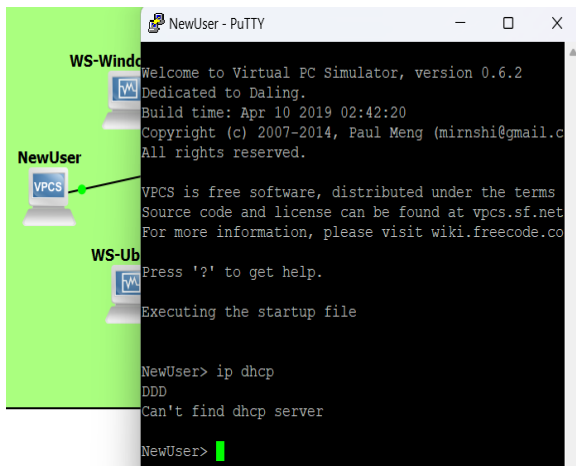 NewUser - PuTTY
WS-Windo
NewUser
VPCS
WS-Ub
Welcome to Virtual PC Simulator, version 0.6.2
Dedicated to Daling.
Build time: Apr 10 2019 02:42:20
Copyright (c) 2007-2014, Paul Meng (mirnshi@gmail.c
All rights reserved.
VPCS is free software, distributed under the terms
Source code and license can be found at vpcs.sf.net
For more information, please visit wiki.freecode.co
Press '?' to get help.
Executing the startup file
NewUser> ip dhcp
DDD
Can't find dhcp server
NewUser>